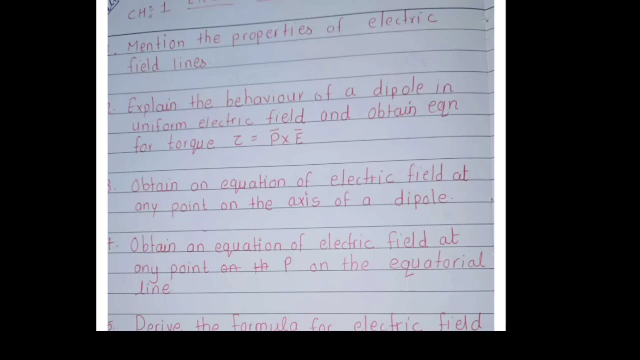 CH: 1
1. Mention the properties of electric
field lines
2. Explain the behaviour of a dipole in
uniform electric field and obtain eqn
for torque τ = P̅ x E̅
3. Obtain an equation of electric field at
any point on the axis of a dipole.
4. Obtain an equation of electric field at
any point on th P on the equatorial
line
5. Derive the formula for electric field